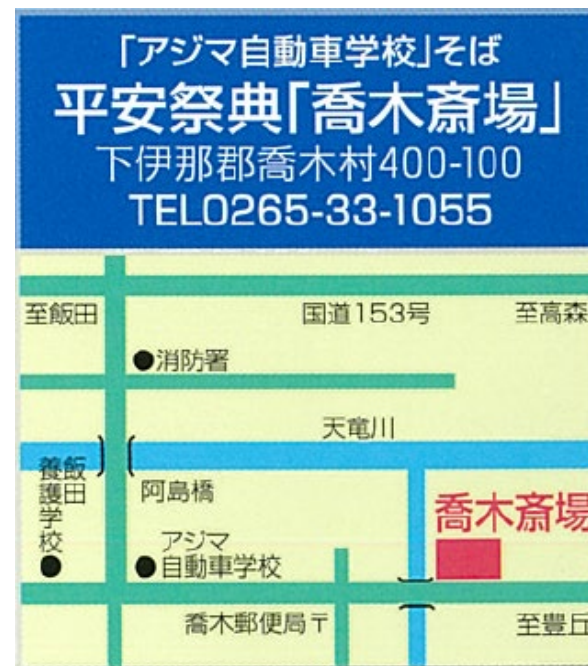 「アジマ自動車学校」そば
平安祭典「喬木斎場」
下伊那郡喬木村400-100
TEL0265-33-1055
至飯田
国道153号
至高森
●消防署
天竜川
飯田
養護学校
阿島橋
喬木斎場
アジマ
●自動車学校
喬木郵便局〒
至豊丘